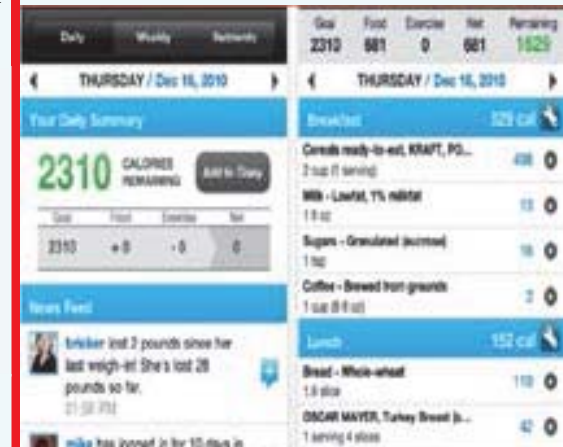 Daily Weekly Nutrients
THURSDAY / Dec 16, 2010
Your Daily Summary
2310 CALORIES REMAINING Add to Diary
Goal Food Exercise Net
2310 + 0 - 0 0
News Feed
tricker lost 2 pounds since her
last weigh-in! She's lost 28
pounds so far.
mike has logged in for 10 days in
Goal Food Exercise Net Remaining
2310 681 0 681 1629
THURSDAY / Dec 16, 2010
Breakfast 529 cal
Cereals ready-to-eat, KRAFT, PO...
2 cup (1 serving)
Milk - Lowfat, 1% milkfat 13
1 fl oz
Sugars - Granulated (sucrose) 16
1 tsp
Coffee - Brewed from grounds 2
1 cup (8 fl oz)
Lunch 152 cal
Bread - Whole-wheat 110
slice
OSCAR MAYER, Turkey Breast (s... 42
1 serving 4 slices